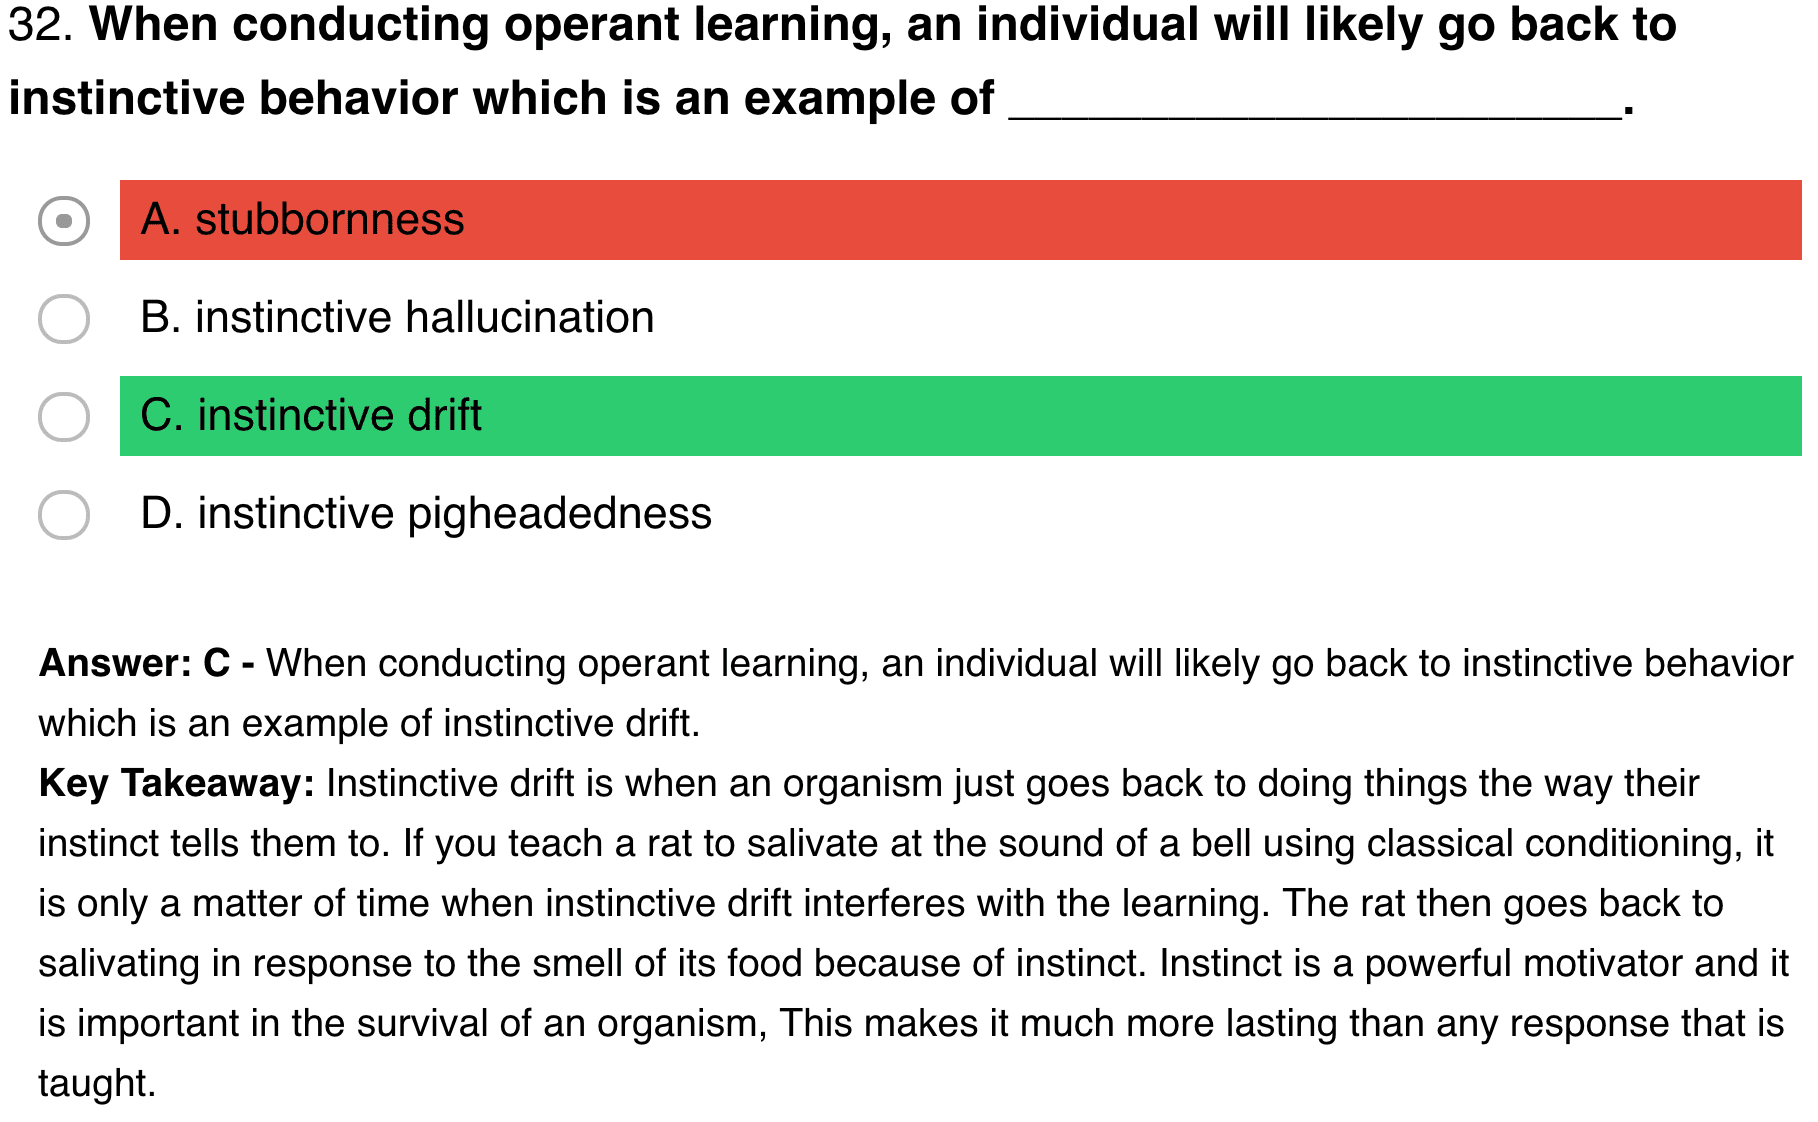 32. When conducting operant learning, an individual will likely go back to
instinctive behavior which is an example of _______________________.
A. stubbornness
B. instinctive hallucination
C. instinctive drift
D. instinctive pigheadedness
Answer: C - When conducting operant learning, an individual will likely go back to instinctive behavior
which is an example of instinctive drift.
Key Takeaway: Instinctive drift is when an organism just goes back to doing things the way their
instinct tells them to. If you teach a rat to salivate at the sound of a bell using classical conditioning, it
is only a matter of time when instinctive drift interferes with the learning. The rat then goes back to
salivating in response to the smell of its food because of instinct. Instinct is a powerful motivator and it
is important in the survival of an organism, This makes it much more lasting than any response that is
taught.